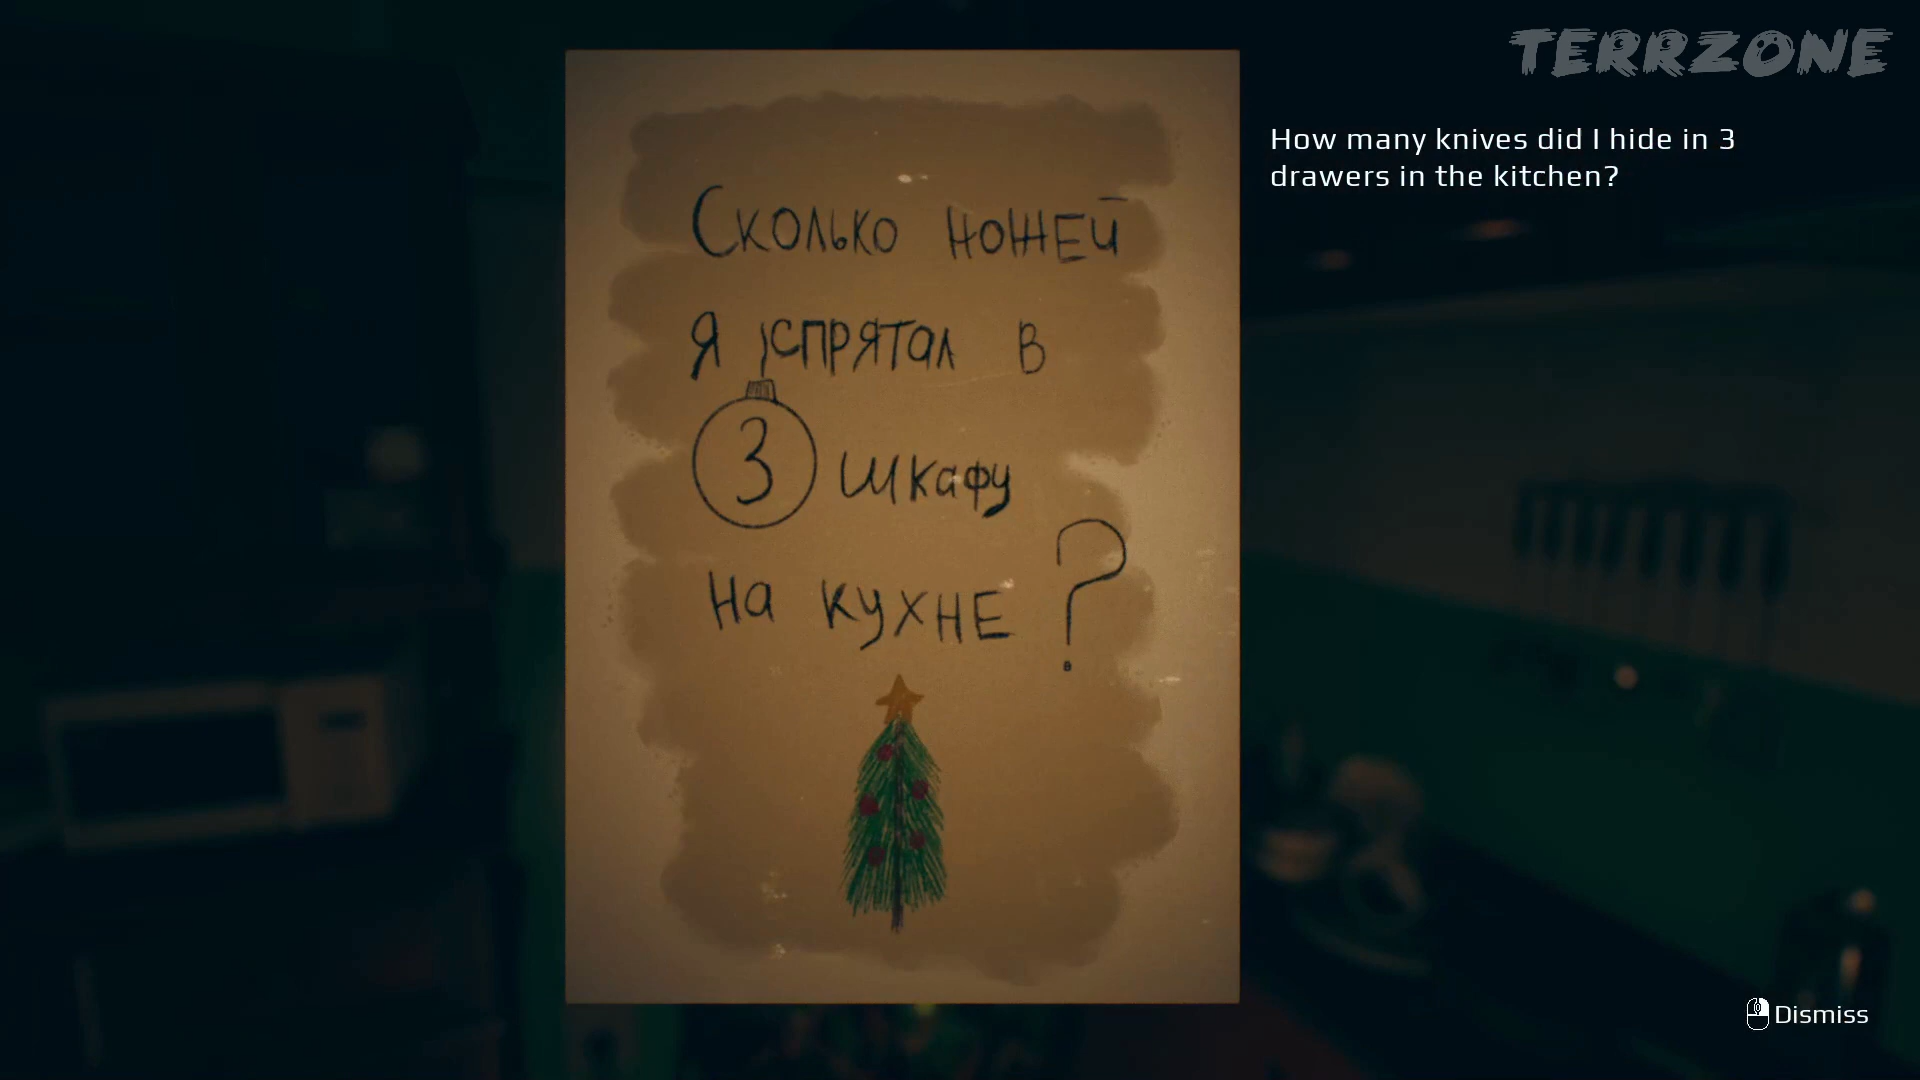 TERRZONE
How many knives did I hide in 3
drawers in the kitchen?
Сколько ножей
я спрятал в
3 шкафу
на кухне?
Dismiss